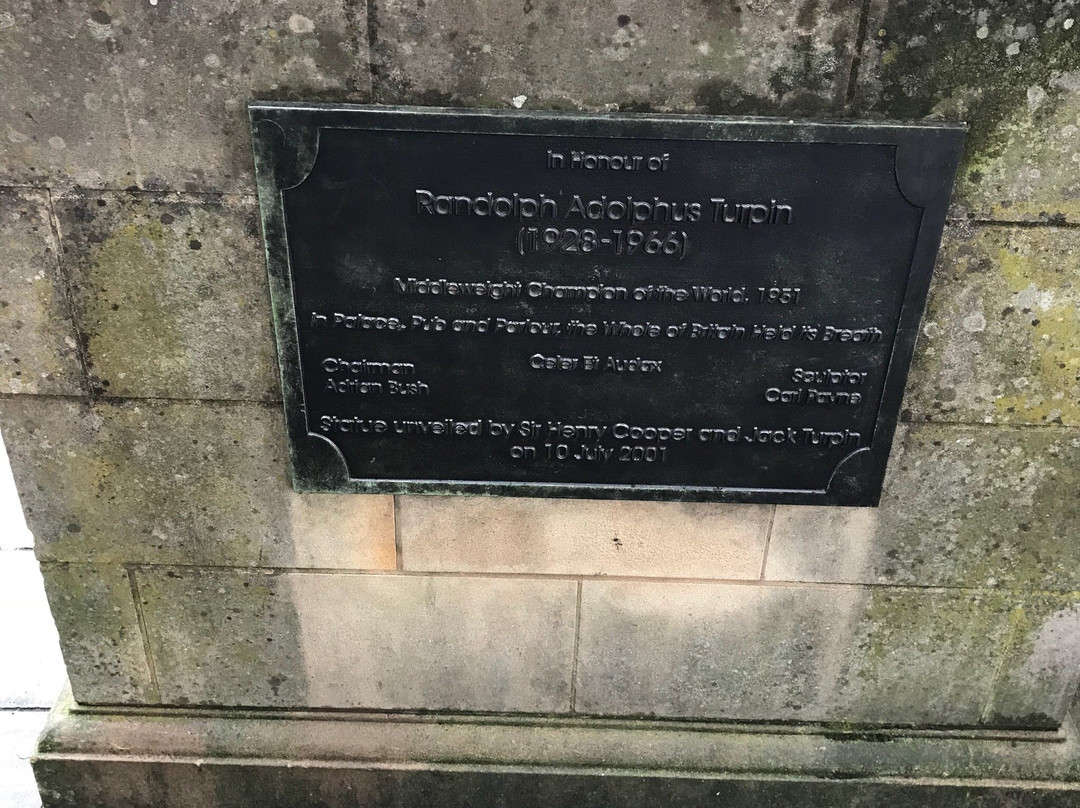 In Honour of
Randolph Adolphus Turpin
(1928-1966)
Middleweight Champion of the World, 1951
In Palace, Pub and Parlour, the Whole of Britain Held its Breath
Celer Et Audax
Chairman
Adrian Bush
Sculptor
Carl Payne
Statue unveiled by Sir Henry Cooper and Jack Turpin
on 10 July 2001